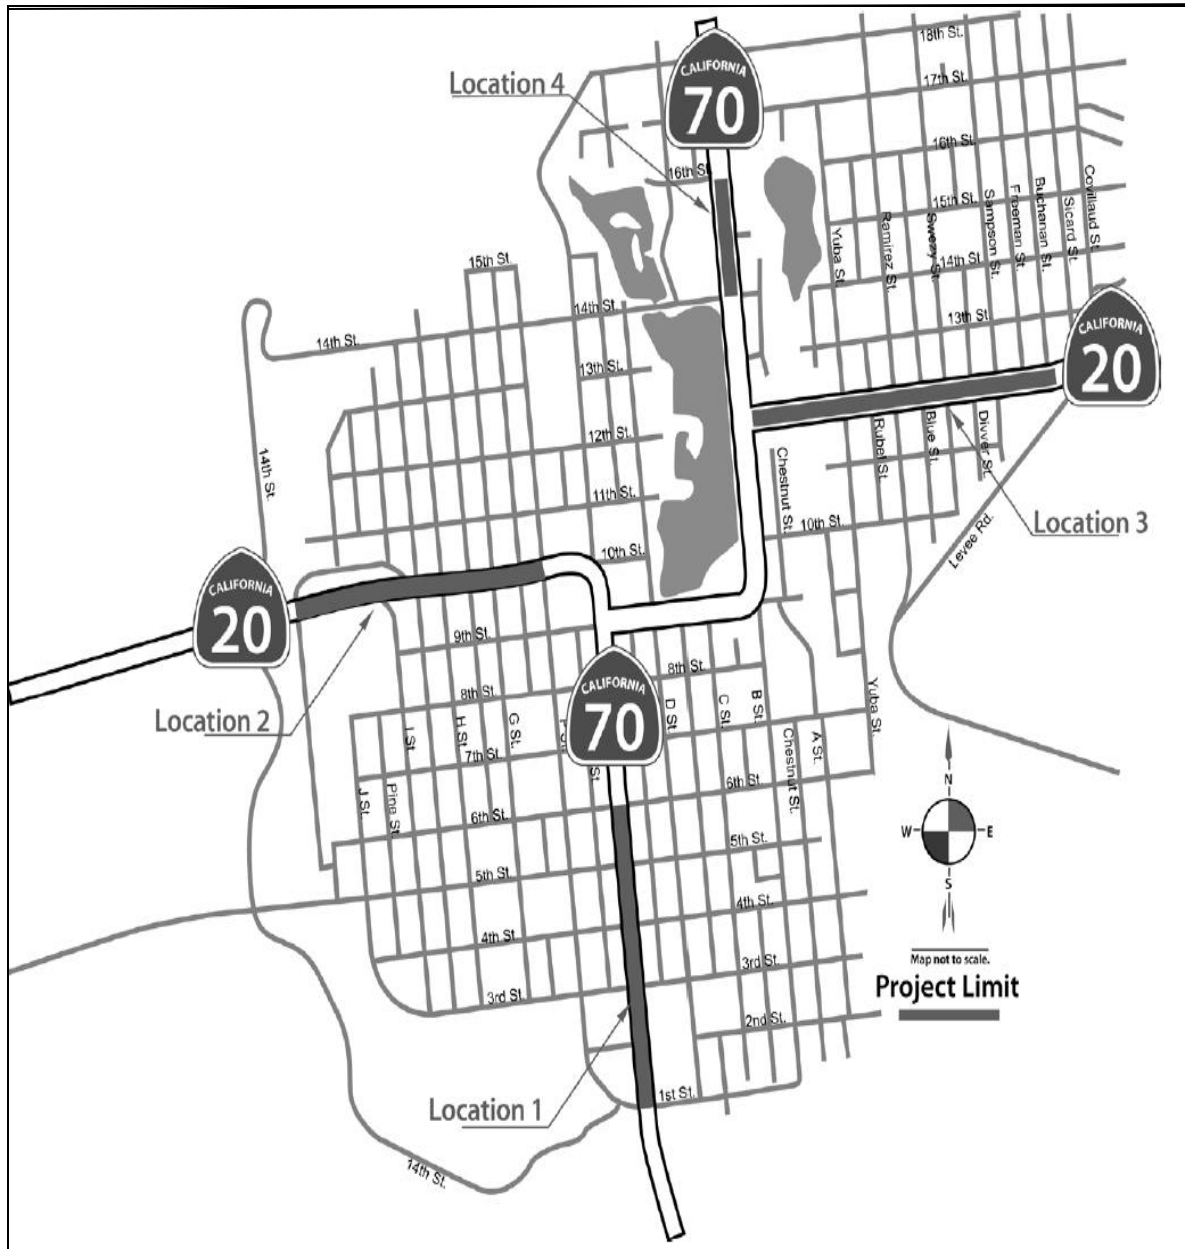 18th St.
CALIFORNIA
70
Location 4
17th St.
16th St.
16th St.
15th St.
Covillaud St.
Sicard St.
Buchanan St.
Freeman St.
Sampson St.
Swezy St.
Ramirez St.
Yuba St.
14th St.
15th St.
14th St.
14th St.
13th St.
CALIFORNIA
20
13th St.
12th St.
Rubel St.
Blue St.
Divver St.
14th St.
11th St.
Chestnut St.
10th St.
Location 3
Levee Rd.
10th St.
CALIFORNIA
20
9th St.
8th St.
8th St.
CALIFORNIA
70
Location 2
I St.
H St.
G St.
D St.
C St.
B St.
A St.
Yuba St.
Chestnut St.
7th St.
J St.
Pine St.
6th St.
6th St.
5th St.
5th St.
4th St.
4th St.
3rd St.
3rd St.
2nd St.
1st St.
Location 1
14th St.
N
W
E
S
Map not to scale.
Project Limit